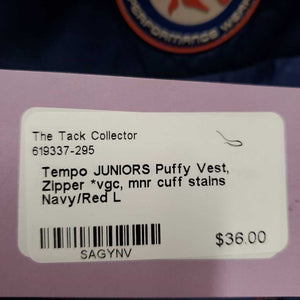 PERFORMANCE WEAR
The Tack Collector
619337-295
Tempo JUNIORS Puffy Vest,
Zipper *vgc, mnr cuff stains
Navy/Red L
SAGYNV
$36.00